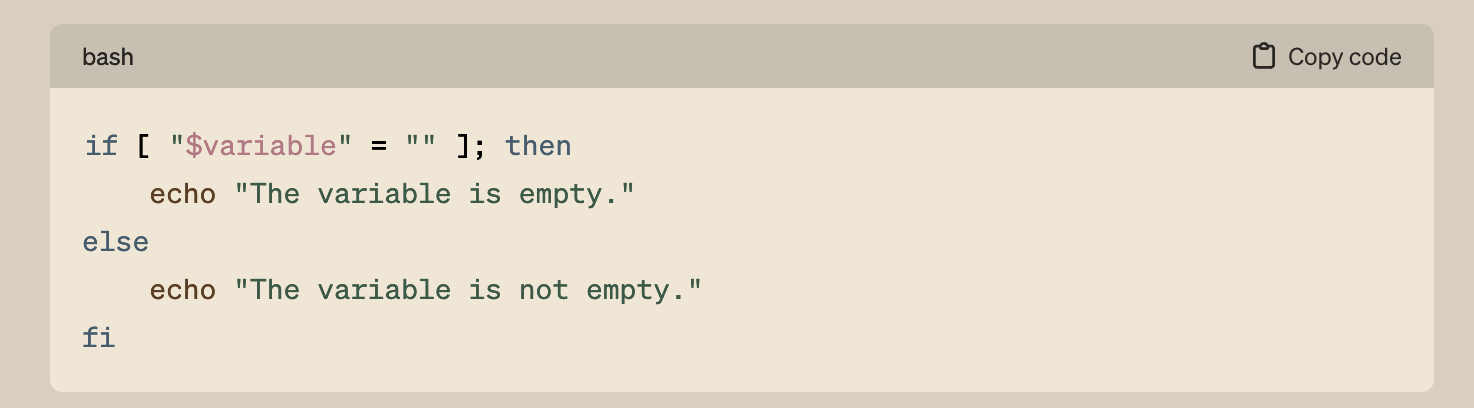 bash
Copy code
if [ "$variable" = "" ]; then
    echo "The variable is empty."
else
    echo "The variable is not empty."
fi